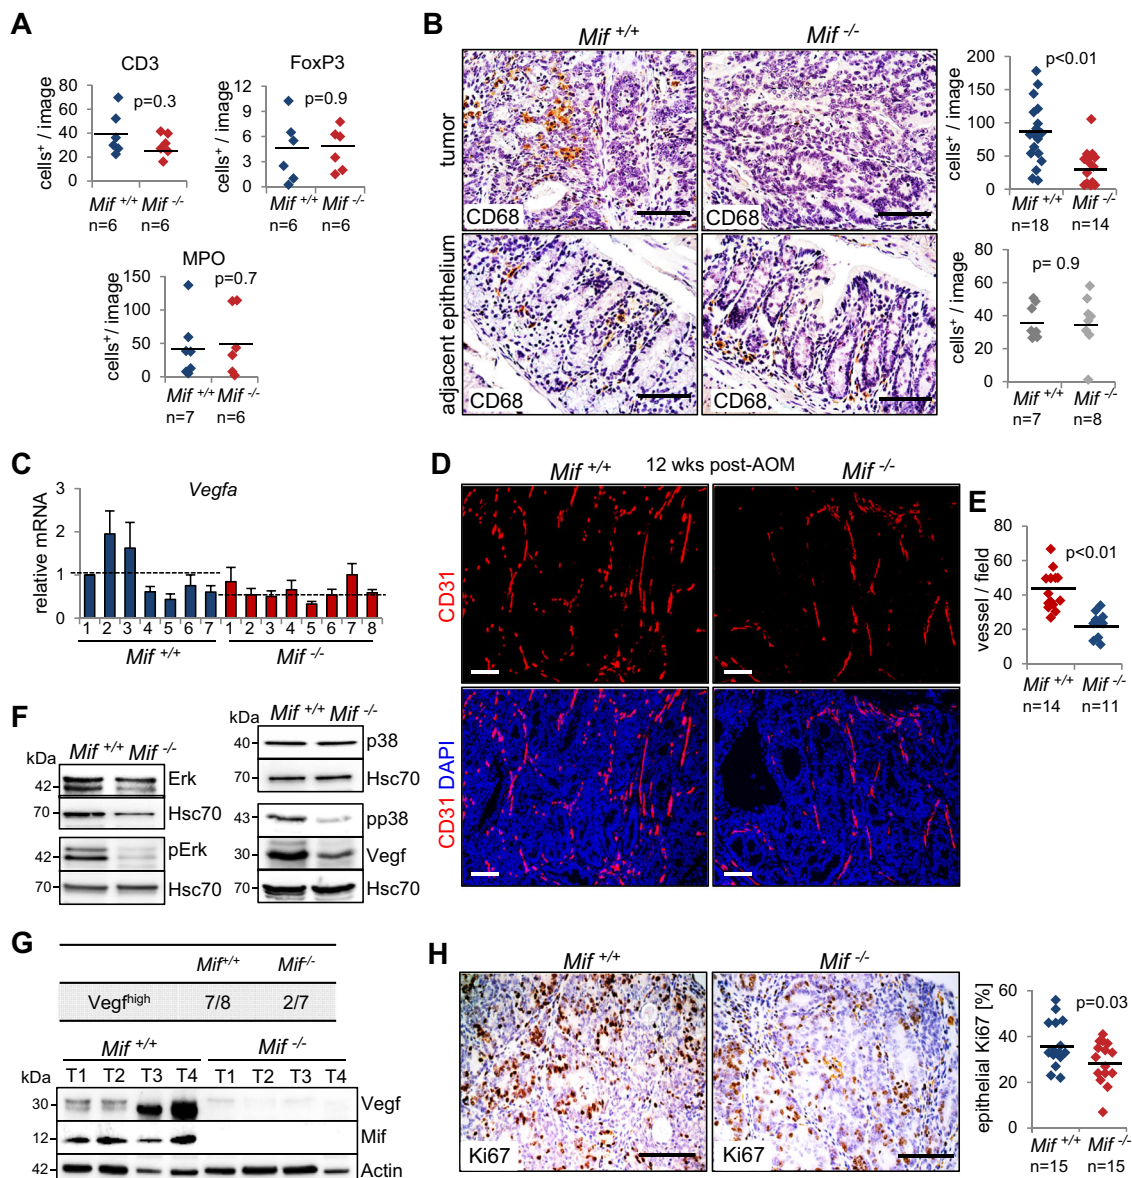 A
CD3
cells⁺ / image
80
60
40
20
0
p=0.3
Mif +/+ Mif -/-
n=6 n=6
FoxP3
cells⁺ / image
12
9
6
3
0
p=0.9
Mif +/+ Mif -/-
n=6 n=6
MPO
cells⁺ / image
150
100
50
0
p=0.7
Mif +/+ Mif -/-
n=7 n=6
B
Mif +/+ Mif -/-
tumor
CD68 CD68
adjacent epithelium
CD68 CD68
cells⁺ / image
200
150
100
50
0
p<0.01
Mif +/+ Mif -/-
n=18 n=14
cells⁺ / image
80
60
40
20
0
p= 0.9
Mif +/+ Mif -/-
n=7 n=8
C
Vegfa
relative mRNA
3
2
1
0
1 2 3 4 5 6 7 1 2 3 4 5 6 7 8
Mif +/+ Mif -/-
D
Mif +/+ 12 wks post-AOM Mif -/-
CD31
CD31 DAPI
E
vessel / field
80
60
40
20
0
p<0.01
Mif +/+ Mif -/-
n=14 n=11
F
kDa Mif +/+ Mif -/-
42 Erk
70 Hsc70
42 pErk
70 Hsc70
kDa Mif +/+ Mif -/-
40 p38
70 Hsc70
43 pp38
30 Vegf
70 Hsc70
G
Mif+/+ Mif-/-
Vegfhigh 7/8 2/7
Mif +/+ Mif -/-
kDa T1 T2 T3 T4 T1 T2 T3 T4
30 Vegf
12 Mif
42 Actin
H
Mif +/+ Mif -/-
Ki67 Ki67
epithelial Ki67 [%]
60
40
20
0
p=0.03
Mif +/+ Mif -/-
n=15 n=15